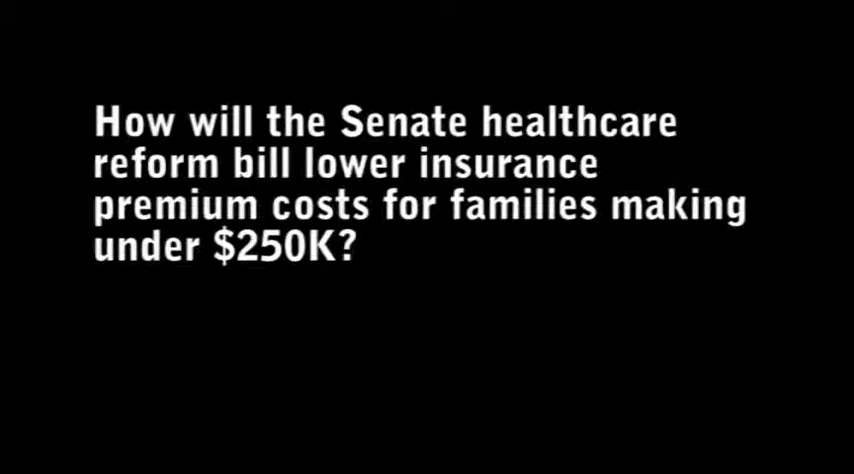 How will the Senate healthcare
reform bill lower insurance
premium costs for families making
under $250K?